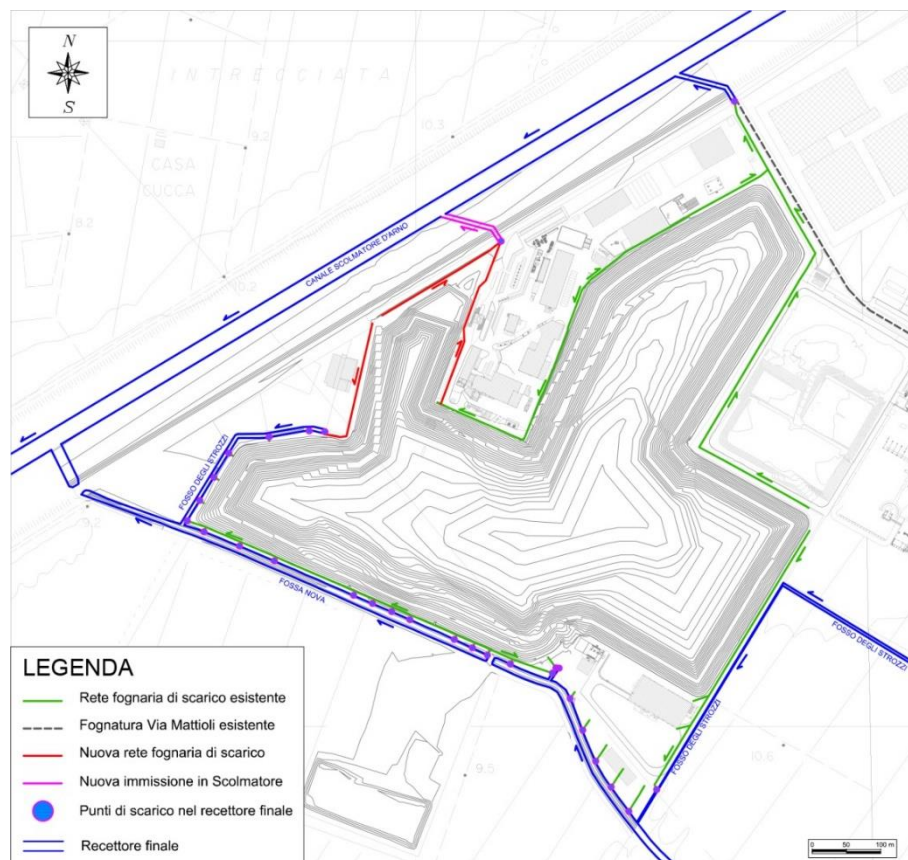 N
S
INTRECCIATA
10.3
9.2
CASA
CUCCA
9.2
10.2
CANALE SCOLMATORE D'ARNO
FOSSO DEGLI STROZZI
9.2
FOSSA NOVA
FOSSO DEGLI STROZZI
FOSSO DEGLI STROZZI
10.6
9.5
LEGENDA
Rete fognaria di scarico esistente
Fognatura Via Mattioli esistente
Nuova rete fognaria di scarico
Nuova immissione in Scolmatore
Punti di scarico nel recettore finale
Recettore finale
0 50 100 m